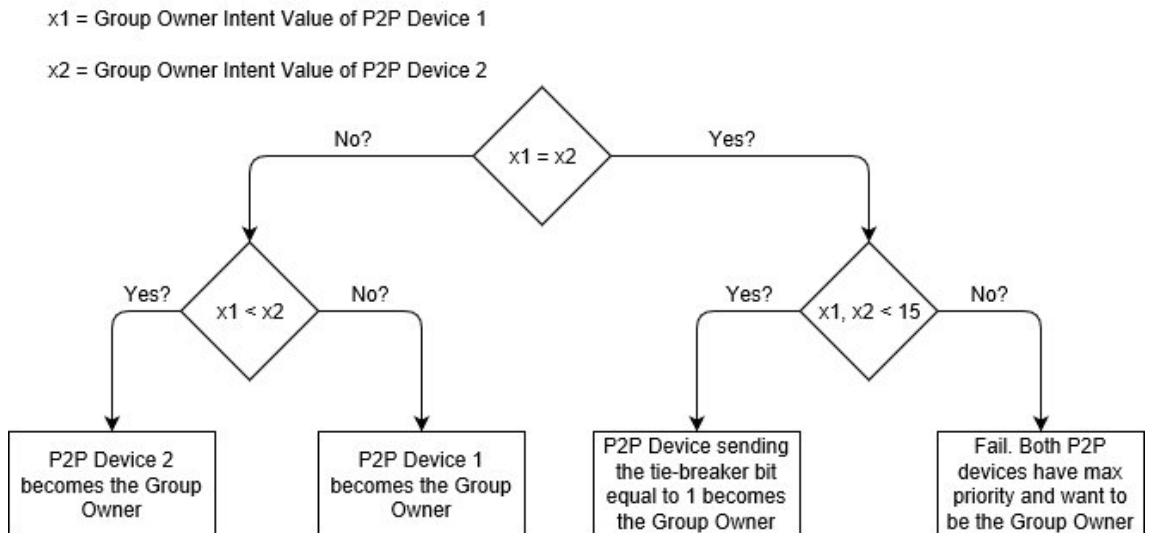 x1 = Group Owner Intent Value of P2P Device 1
x2 = Group Owner Intent Value of P2P Device 2
No?
x1 = x2
Yes?
Yes?
x1 < x2
No?
Yes?
x1, x2 < 15
No?
P2P Device 2
becomes the Group
Owner
P2P Device 1
becomes the Group
Owner
P2P Device sending
the tie-breaker bit
equal to 1 becomes
the Group Owner
Fail. Both P2P
devices have max
priority and want to
be the Group Owner